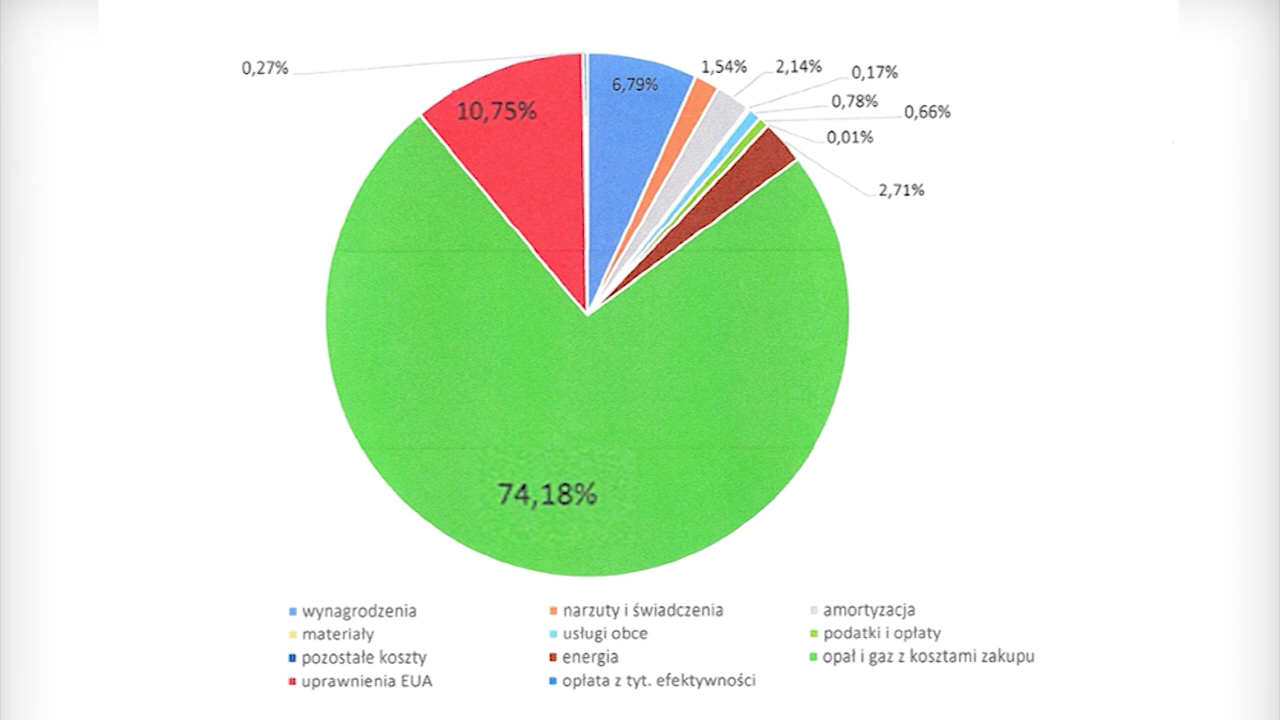 0,27%
10,75%
6,79%
1,54%
2,14%
0,17%
0,78%
0,66%
0,01%
2,71%
74,18%
wynagrodzenia
narzuty i świadczenia
amortyzacja
materiały
usługi obce
podatki i opłaty
pozostałe koszty
energia
opał i gaz z kosztami zakupu
uprawnienia EUA
opłata z tyt. efektywności